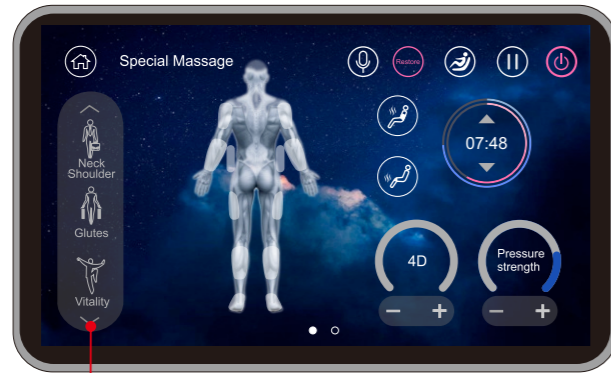 Special Massage
Restore
Neck
Shoulder
Glutes
Vitality
07:48
4D
Pressure
strength